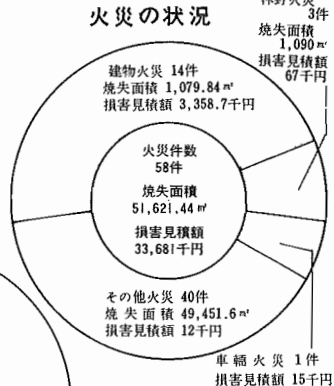 火災の状況
林野火災
3件
焼失面積
1,090㎡
損害見積額
67千円
建物火災 14件
焼失面積 1,079.84㎡
損害見積額 3,358.7千円
火災件数
58件
焼失面積
51,621.44㎡
損害見積額
33,681千円
その他火災 40件
焼失面積 49,451.6㎡
損害見積額 12千円
車輛火災 1件
損害見積額 15千円